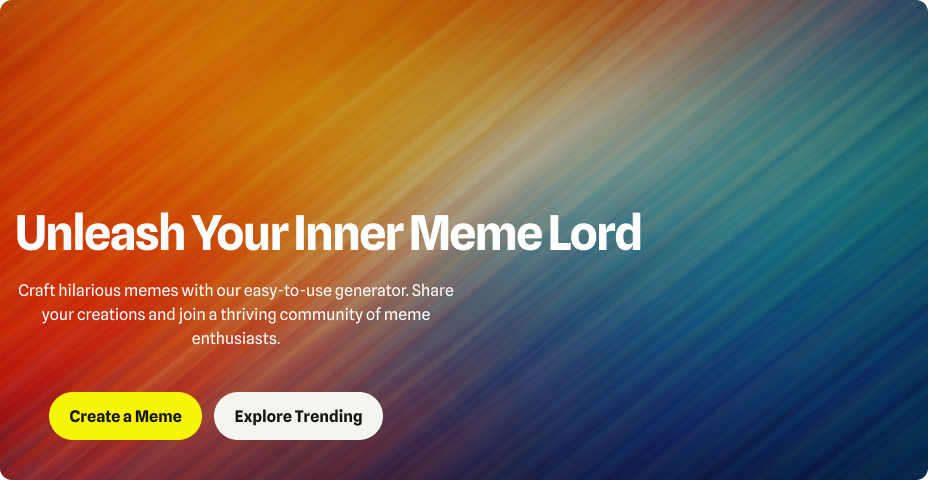 Unleash Your Inner Meme Lord
Craft hilarious memes with our easy-to-use generator. Share
your creations and join a thriving community of meme
enthusiasts.
Create a Meme
Explore Trending